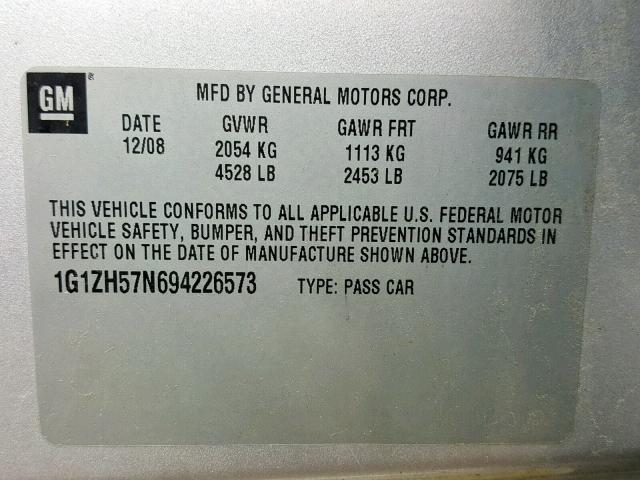 GM®
MFD BY GENERAL MOTORS CORP.
DATE GVWR GAWR FRT GAWR RR
12/08 2054 KG 1113 KG 941 KG
4528 LB 2453 LB 2075 LB
THIS VEHICLE CONFORMS TO ALL APPLICABLE U.S. FEDERAL MOTOR
VEHICLE SAFETY, BUMPER, AND THEFT PREVENTION STANDARDS IN
EFFECT ON THE DATE OF MANUFACTURE SHOWN ABOVE.
1G1ZH57N694226573 TYPE: PASS CAR